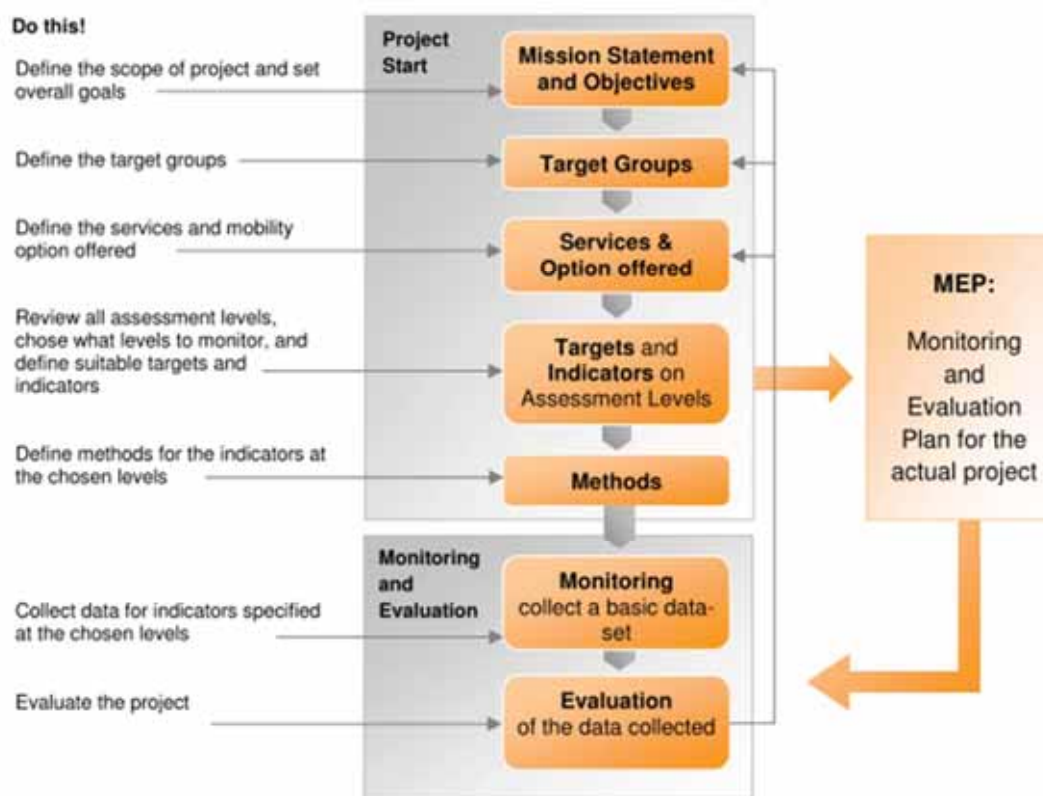 Do this!
Define the scope of project and set
overall goals
Define the target groups
Define the services and mobility
option offered
Review all assessment levels,
chose what levels to monitor, and
define suitable targets and
indicators
Define methods for the indicators at
the chosen levels
Collect data for indicators specified
at the chosen levels
Evaluate the project
Project
Start
Mission Statement
and Objectives
Target Groups
Services &
Option offered
Targets and
Indicators on
Assessment Levels
Methods
Monitoring
and
Evaluation
Monitoring
collect a basic data-
set
Evaluation
of the data collected
MEP:
Monitoring
and
Evaluation
Plan for the
actual project